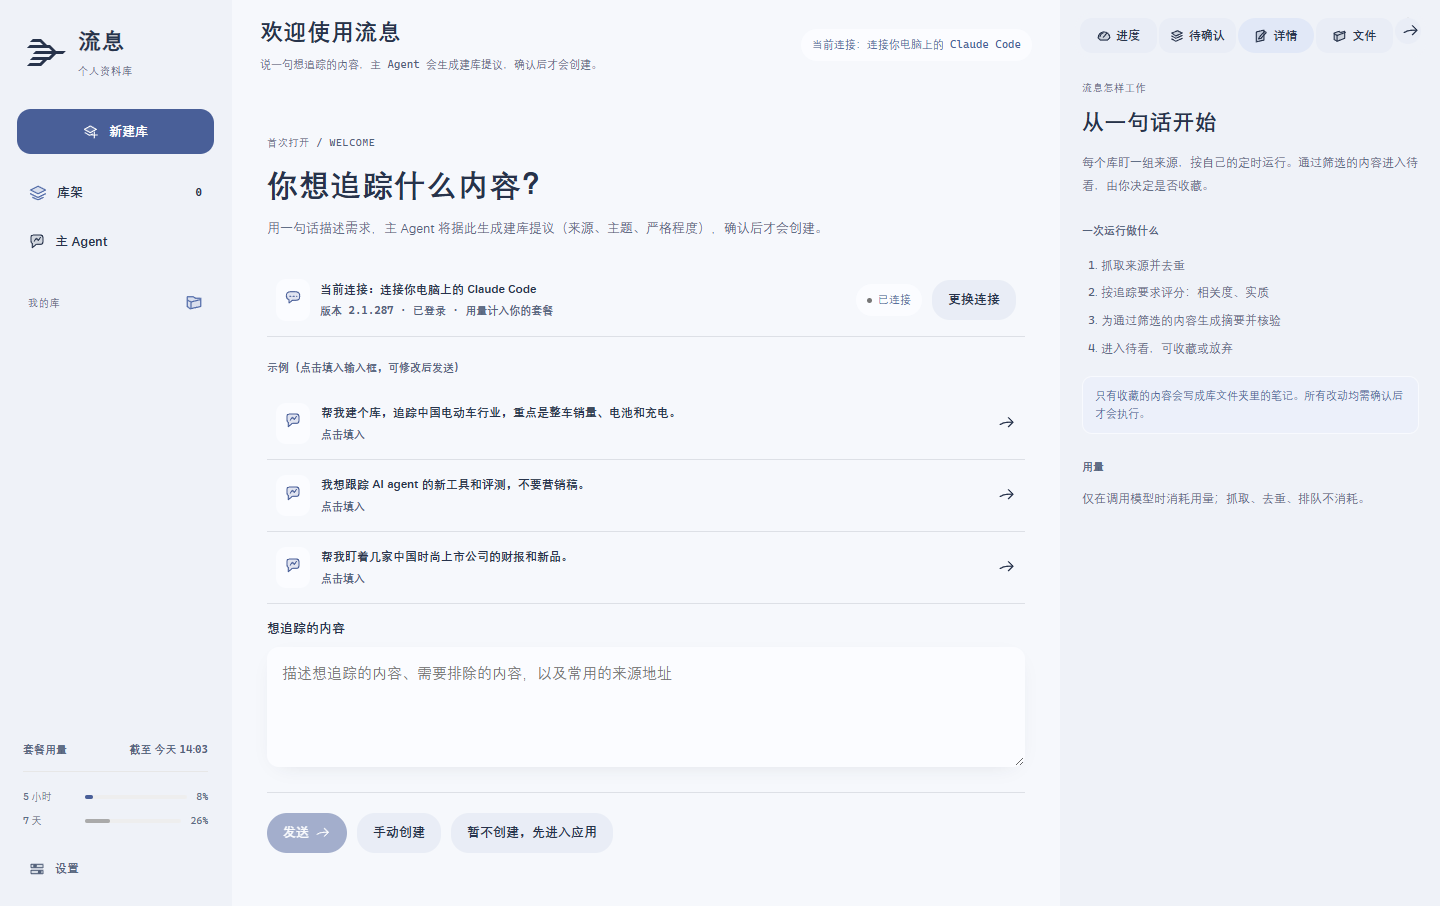 流息
个人资料库
新建库
库架 0
主 Agent
我的库
套餐用量 截至 今天 14:03
5 小时 8%
7 天 26%
设置
欢迎使用流息
说一句想追踪的内容，主 Agent 会生成建库提议，确认后才会创建。
当前连接：连接你电脑上的 Claude Code
首次打开 / WELCOME
你想追踪什么内容？
用一句话描述需求，主 Agent 将据此生成建库提议（来源、主题、严格程度），确认后才会创建。
当前连接：连接你电脑上的 Claude Code
版本 2.1.287 · 已登录 · 用量计入你的套餐
已连接
更换连接
示例（点击填入输入框，可修改后发送）
帮我建个库，追踪中国电动车行业，重点是整车销量、电池和充电。
点击填入
我想跟踪 AI agent 的新工具和评测，不要营销稿。
点击填入
帮我盯着几家中国时尚上市公司的财报和新品。
点击填入
想追踪的内容
描述想追踪的内容、需要排除的内容，以及常用的来源地址
发送
手动创建
暂不创建，先进入应用
进度
待确认
详情
文件
流息怎样工作
从一句话开始
每个库盯一组来源，按自己的定时运行。通过筛选的内容进入待
看，由你决定是否收藏。
一次运行做什么
1. 抓取来源并去重
2. 按追踪要求评分：相关度、实质
3. 为通过筛选的内容生成摘要并核验
4. 进入待看，可收藏或放弃
只有收藏的内容会写成库文件夹里的笔记。所有改动均需确认后
才会执行。
用量
仅在调用模型时消耗用量；抓取、去重、排队不消耗。